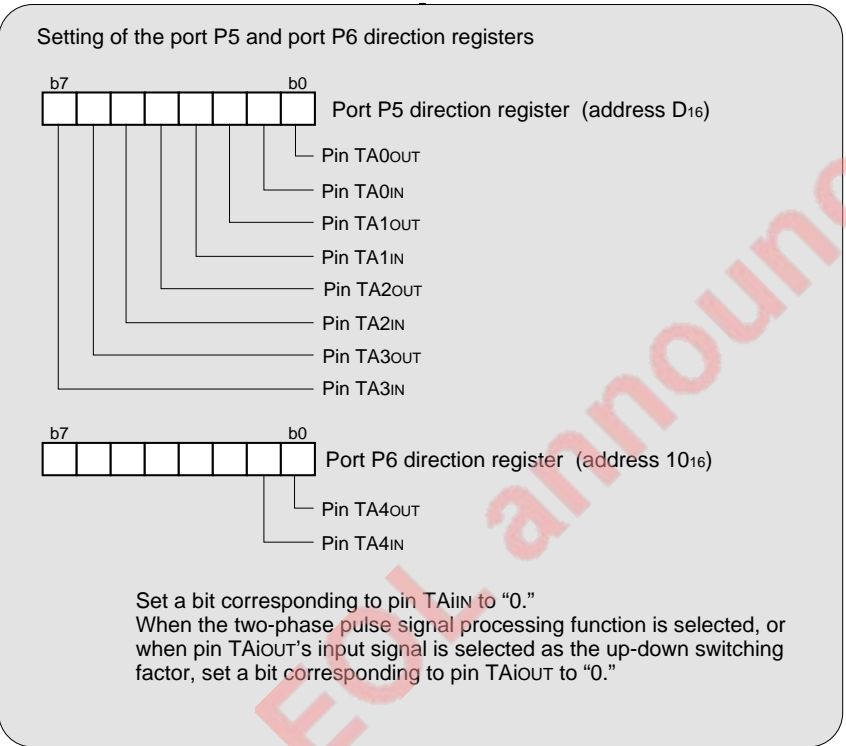 Setting of the port P5 and port P6 direction registers
b7 b0
Port P5 direction register (address D16)
Pin TA0OUT
Pin TA0IN
Pin TA1OUT
Pin TA1IN
Pin TA2OUT
Pin TA2IN
Pin TA3OUT
Pin TA3IN
b7 b0
Port P6 direction register (address 1016)
Pin TA4OUT
Pin TA4IN
Set a bit corresponding to pin TAiIN to “0.”
When the two-phase pulse signal processing function is selected, or
when pin TAiOUT’s input signal is selected as the up-down switching
factor, set a bit corresponding to pin TAiOUT to “0.”
EOL announc